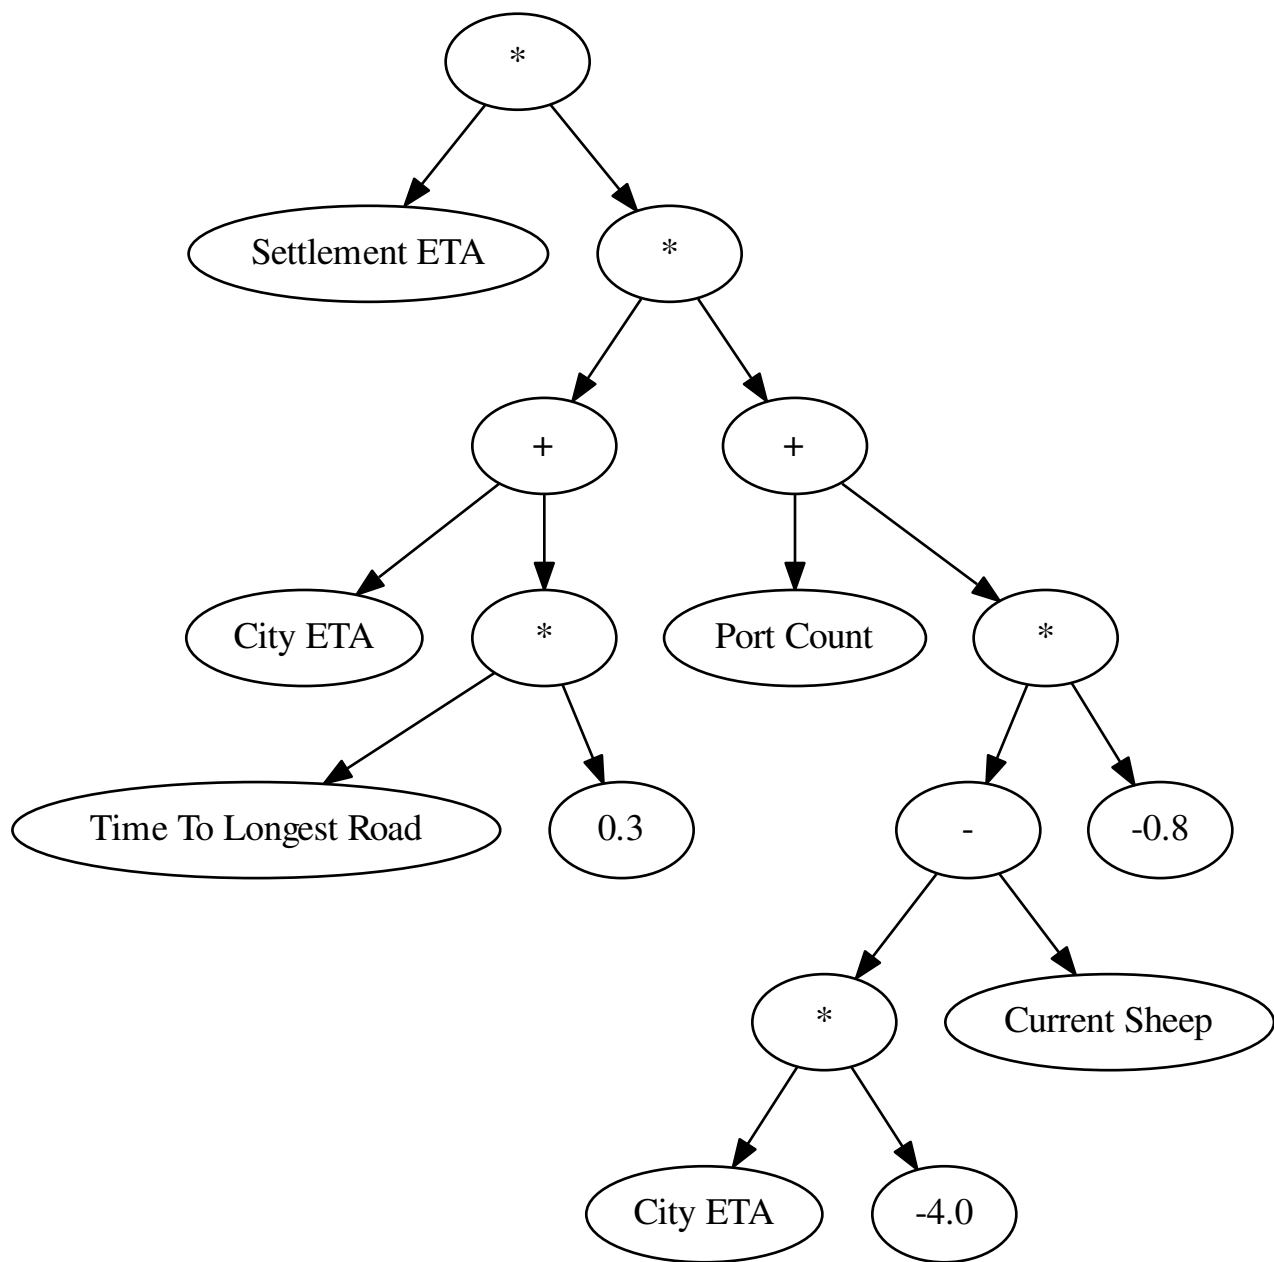 *
Settlement ETA
*
+
+
City ETA
*
Port Count
*
Time To Longest Road
0.3
-
-0.8
*
Current Sheep
City ETA
-4.0